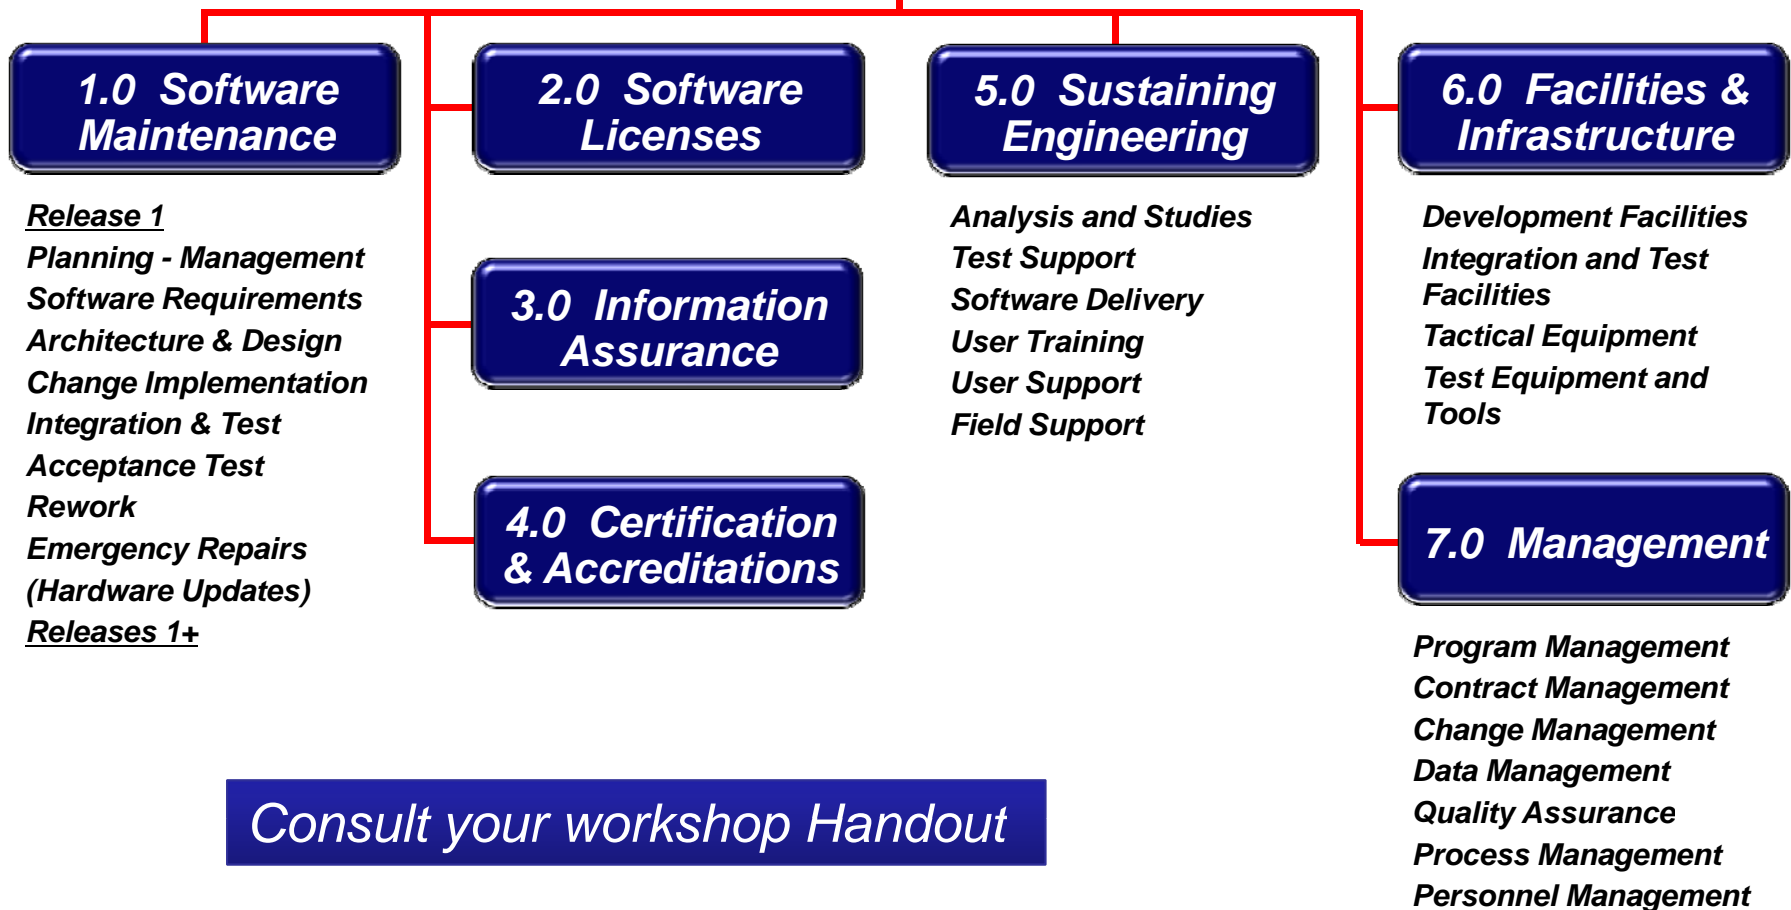 1.0 Software
Maintenance
Release 1
Planning - Management
Software Requirements
Architecture & Design
Change Implementation
Integration & Test
Acceptance Test
Rework
Emergency Repairs
(Hardware Updates)
Releases 1+
2.0 Software
Licenses
3.0 Information
Assurance
4.0 Certification
& Accreditations
5.0 Sustaining
Engineering
Analysis and Studies
Test Support
Software Delivery
User Training
User Support
Field Support
6.0 Facilities &
Infrastructure
Development Facilities
Integration and Test
Facilities
Tactical Equipment
Test Equipment and
Tools
7.0 Management
Program Management
Contract Management
Change Management
Data Management
Quality Assurance
Process Management
Personnel Management
Consult your workshop Handout